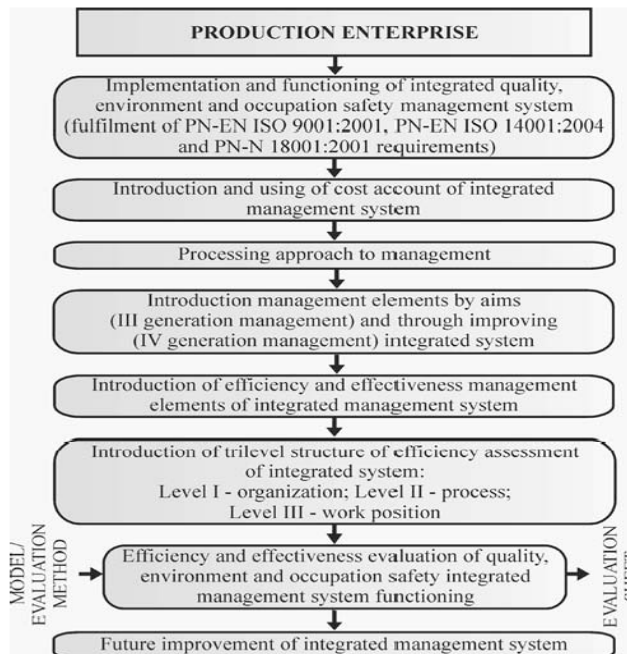 PRODUCTION ENTERPRISE
Implementation and functioning of integrated quality,
environment and occupation safety management system
(fulfilment of PN-EN ISO 9001:2001, PN-EN ISO 14001:2004
and PN-N 18001:2001 requirements)
Introduction and using of cost account of integrated
management system
Processing approach to management
Introduction management elements by aims
(III generation management) and through improving
(IV generation management) integrated system
Introduction of efficiency and effectiveness management
elements of integrated management system
Introduction of trilevel structure of efficiency assessment
of integrated system:
Level I - organization; Level II - process;
Level III - work position
MODEL/
EVALUATION
METHOD
Efficiency and effectiveness evaluation of quality,
environment and occupation safety integrated
management system functioning
EVALUATION
Future improvement of integrated management system